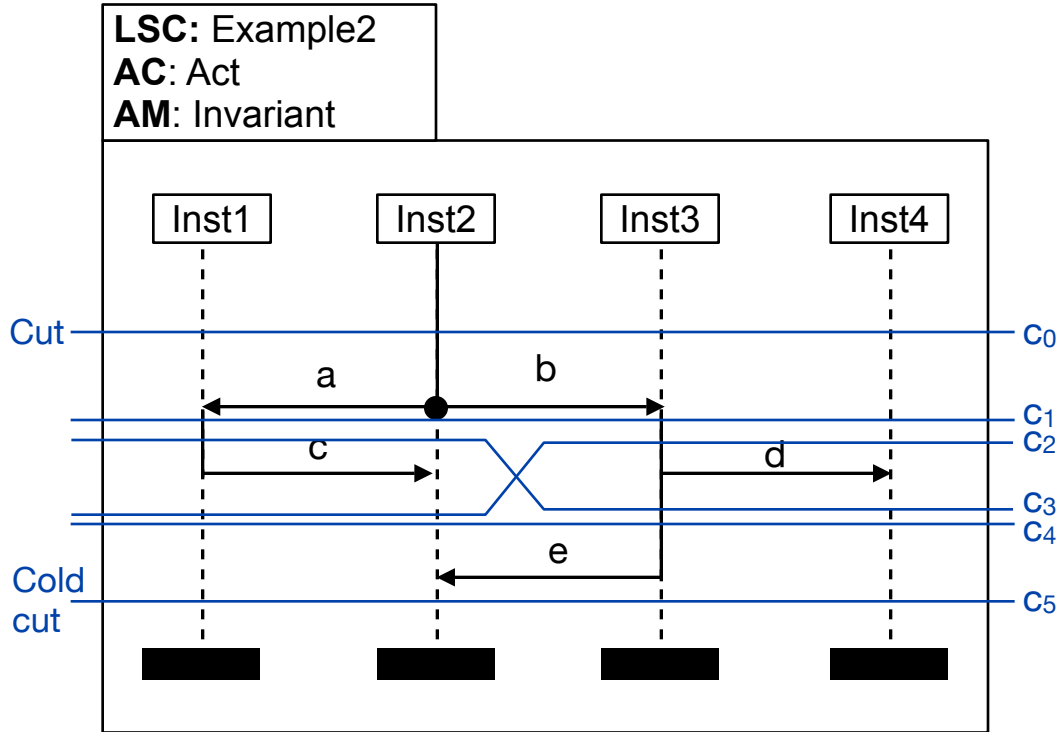 LSC: Example2
AC: Act
AM: Invariant
Inst1 Inst2 Inst3 Inst4
Cut c0
a b
c1
c2
c d
c3
c4
e
Cold
cut
c5